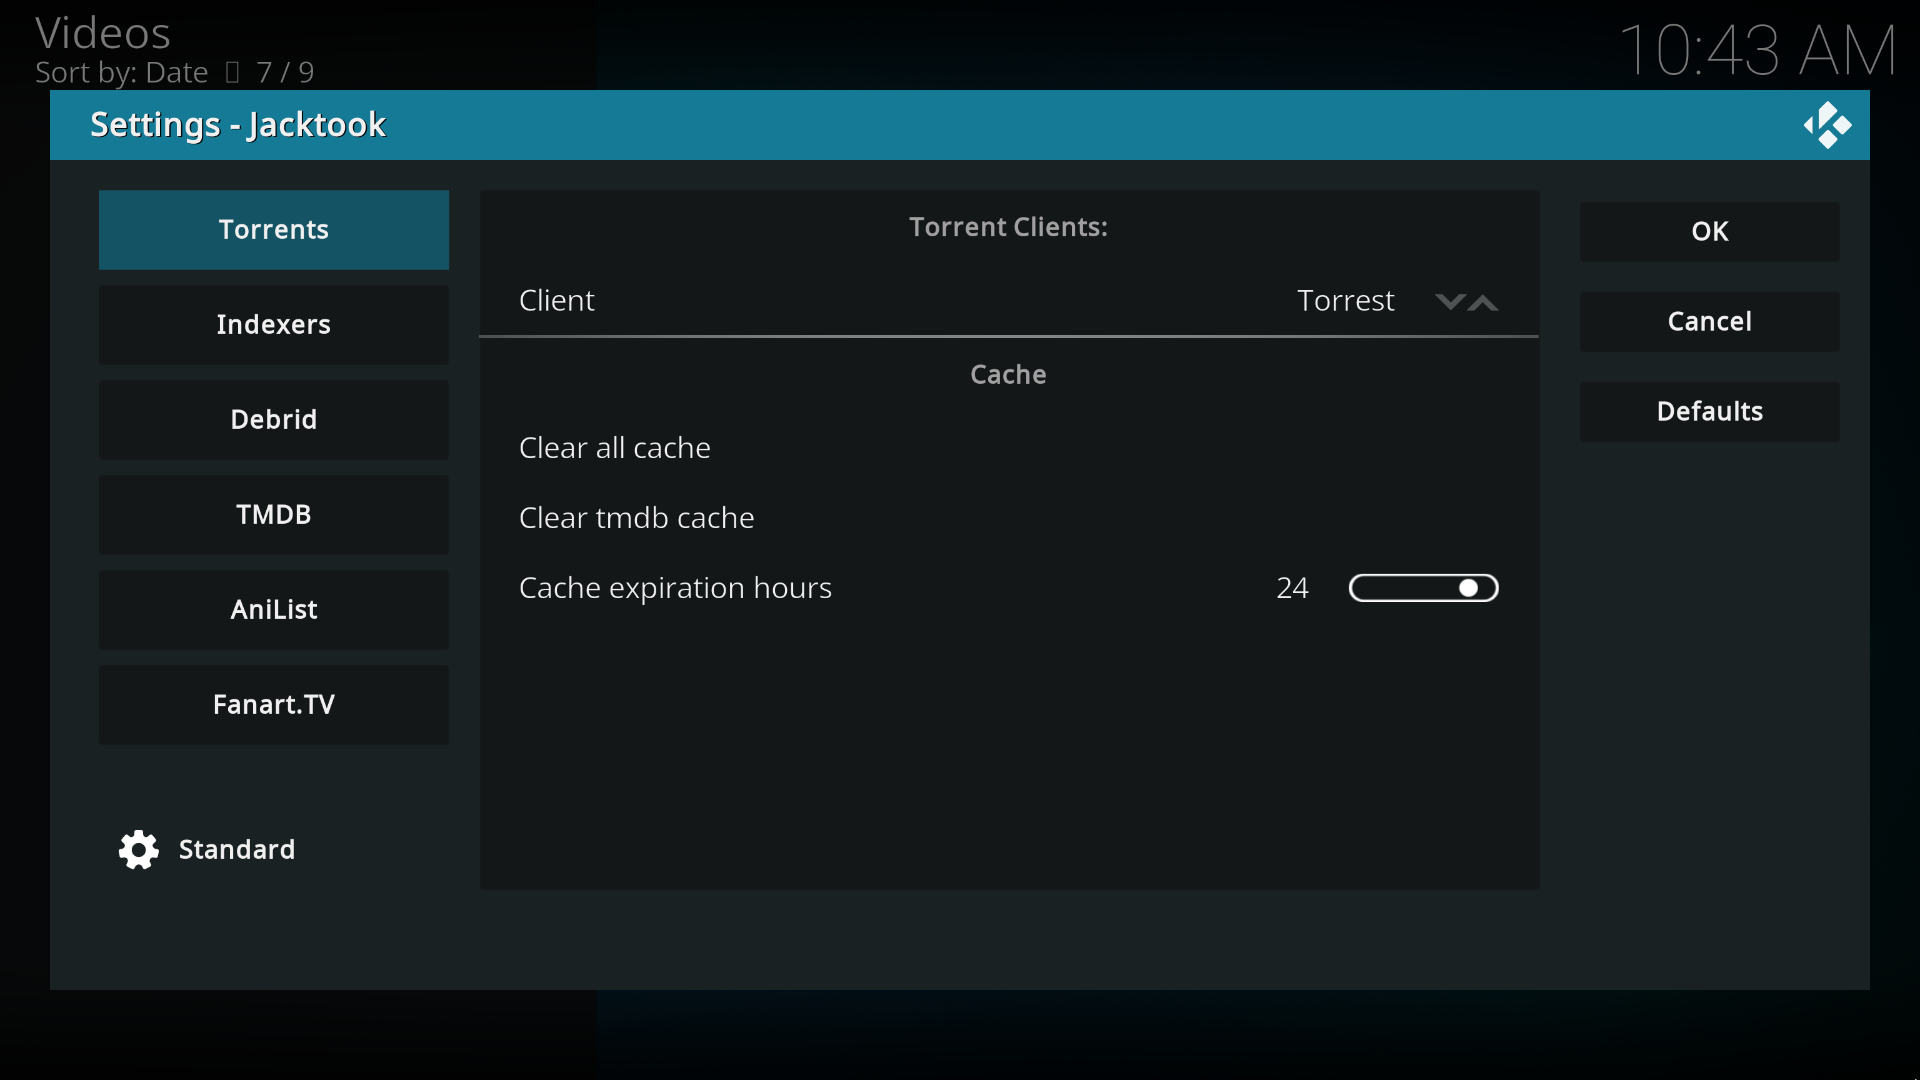 Videos
Sort by: Date 7 / 9
10:43 AM
Settings - Jacktook
Torrents
Indexers
Debrid
TMDB
AniList
Fanart.TV
Standard
Torrent Clients:
Client Torrest
Cache
Clear all cache
Clear tmdb cache
Cache expiration hours 24
OK
Cancel
Defaults